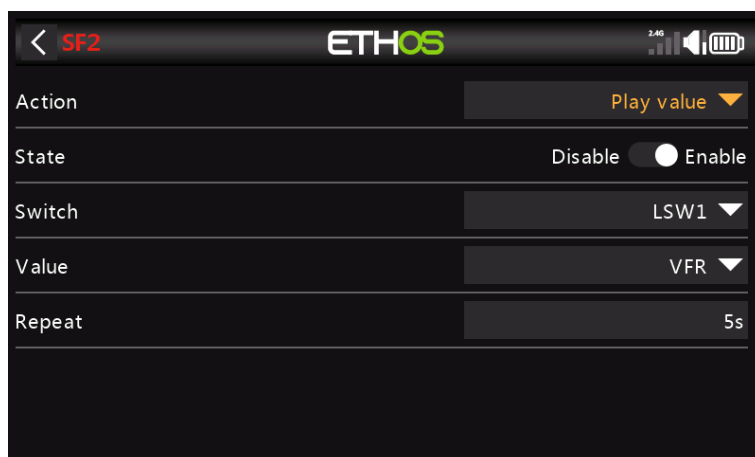 SF2 ETHOS 2.4G
Action Play value
State Disable Enable
Switch LSW1
Value VFR
Repeat 5s